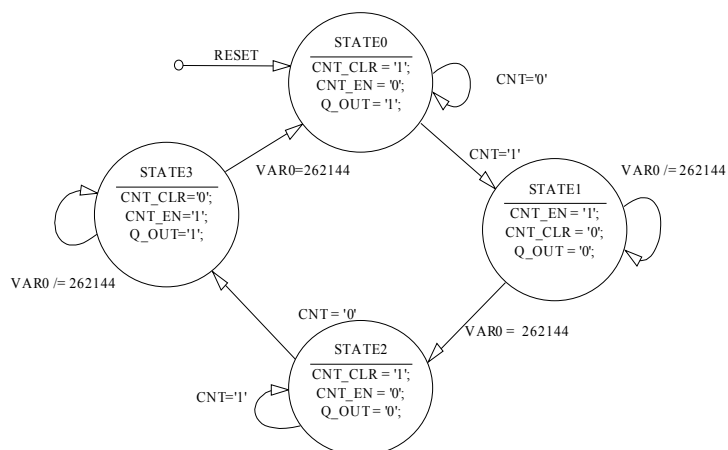 RESET
STATE0
CNT_CLR = '1';
CNT_EN = '0';
Q_OUT = '1';
CNT='0'
CNT='1'
VAR0=262144
STATE3
CNT_CLR='0';
CNT_EN='1';
Q_OUT='1';
VAR0 /= 262144
STATE1
CNT_EN = '1';
CNT_CLR = '0';
Q_OUT = '0';
VAR0 /= 262144
CNT = '0'
VAR0 = 262144
STATE2
CNT_CLR = '1';
CNT_EN = '0';
Q_OUT = '0';
CNT='1'